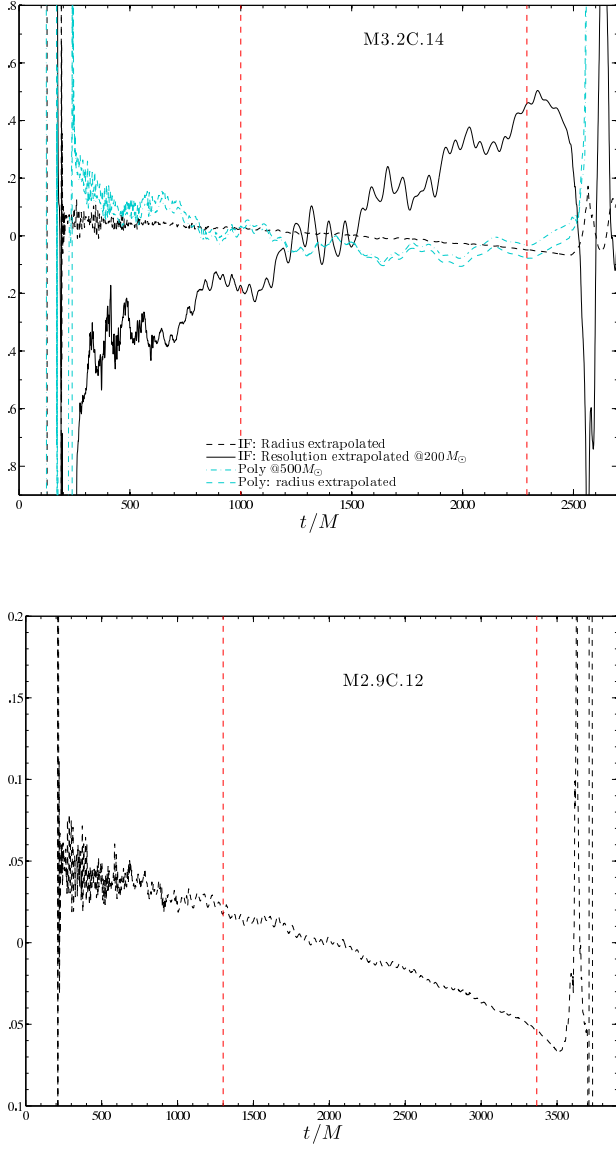 .8
M3.2C.14
.6
.4
.2
0
.2
.4
IF: Radius extrapolated
.6
IF: Resolution extrapolated @200M⊙
Poly @500M⊙
.8
Poly: radius extrapolated
0 500 1000 1500 2000 2500
t/M
0.2
M2.9C.12
.15
0.1
.05
0
.05
0.1
0 500 1000 1500 2000 2500 3000 3500
t/M